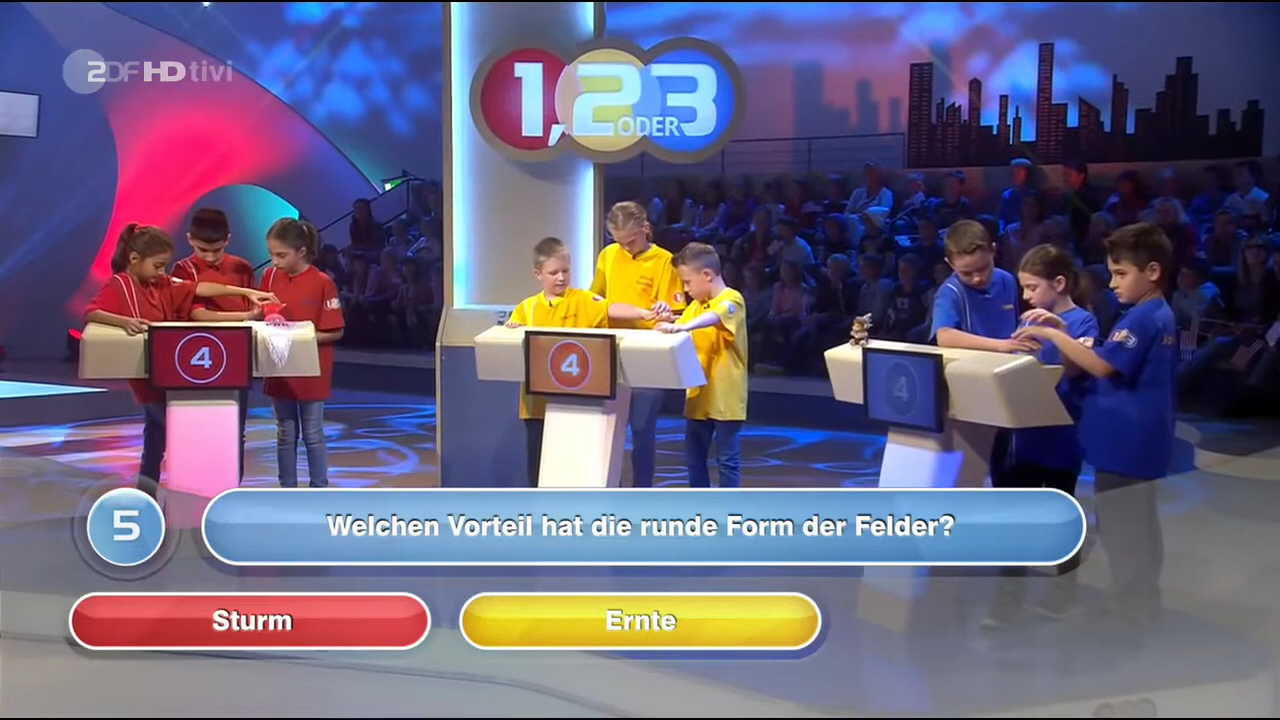 ZDF HD tivi
1, 2 ODER 3
4
4
4
5
Welchen Vorteil hat die runde Form der Felder?
Sturm
Ernte